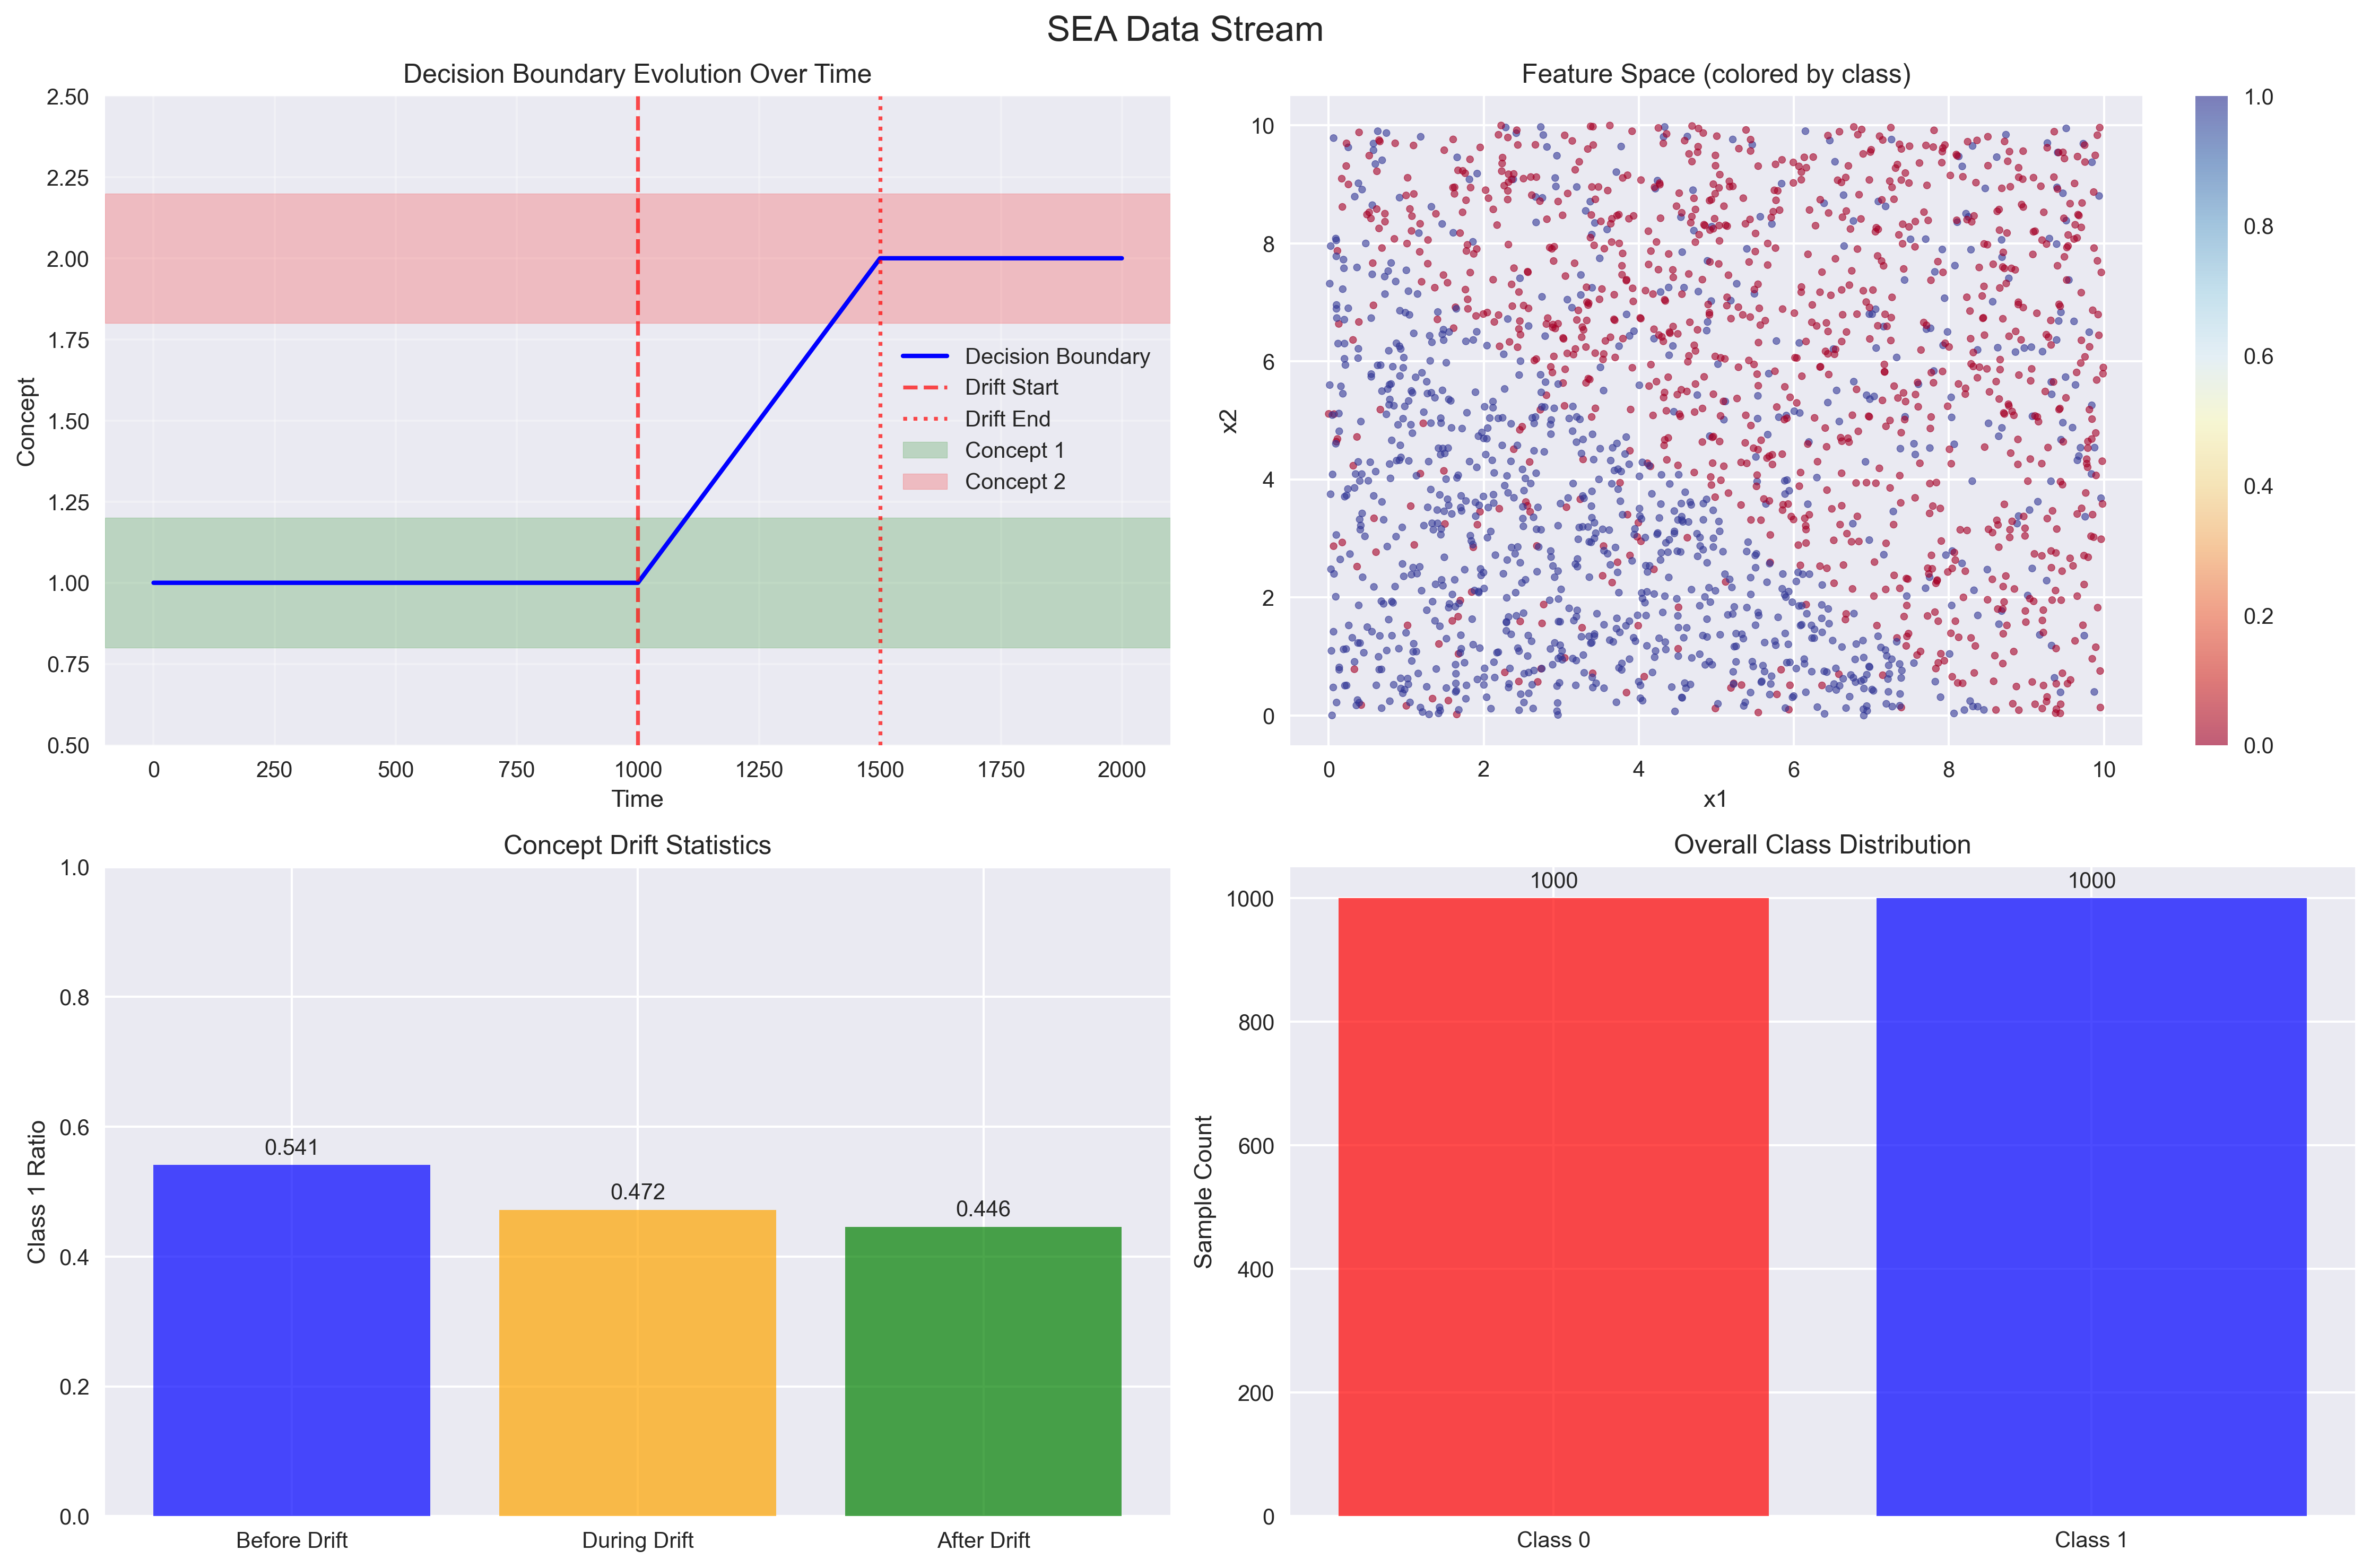 SEA Data Stream
Decision Boundary Evolution Over Time
2.50
2.25
2.00
1.75
1.50
1.25
1.00
0.75
0.50
Concept
0 250 500 750 1000 1250 1500 1750 2000
Time
Decision Boundary
Drift Start
Drift End
Concept 1
Concept 2
Feature Space (colored by class)
10
8
6
4
2
0
x2
0 2 4 6 8 10
x1
1.0
0.8
0.6
0.4
0.2
0.0
Concept Drift Statistics
1.0
0.8
0.6
0.4
0.2
0.0
Class 1 Ratio
0.541
0.472
0.446
Before Drift During Drift After Drift
Overall Class Distribution
1000
800
600
400
200
0
Sample Count
1000 1000
Class 0 Class 1